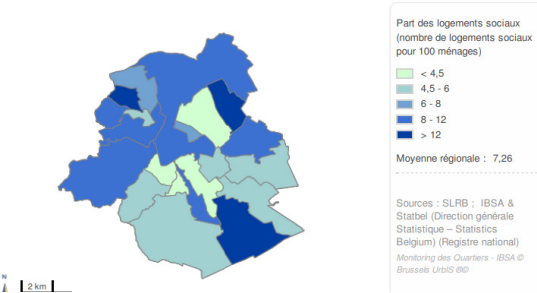 Part des logements sociaux
(nombre de logements sociaux
pour 100 ménages)
< 4,5
4,5 - 6
6 - 8
8 - 12
> 12
Moyenne régionale : 7,26
Sources : SLRB ; IBSA &
Statbel (Direction générale
Statistique – Statistics
Belgium) (Registre national)
Monitoring des Quartiers - IBSA ©
Brussels UrbIS ®©
N
2 km